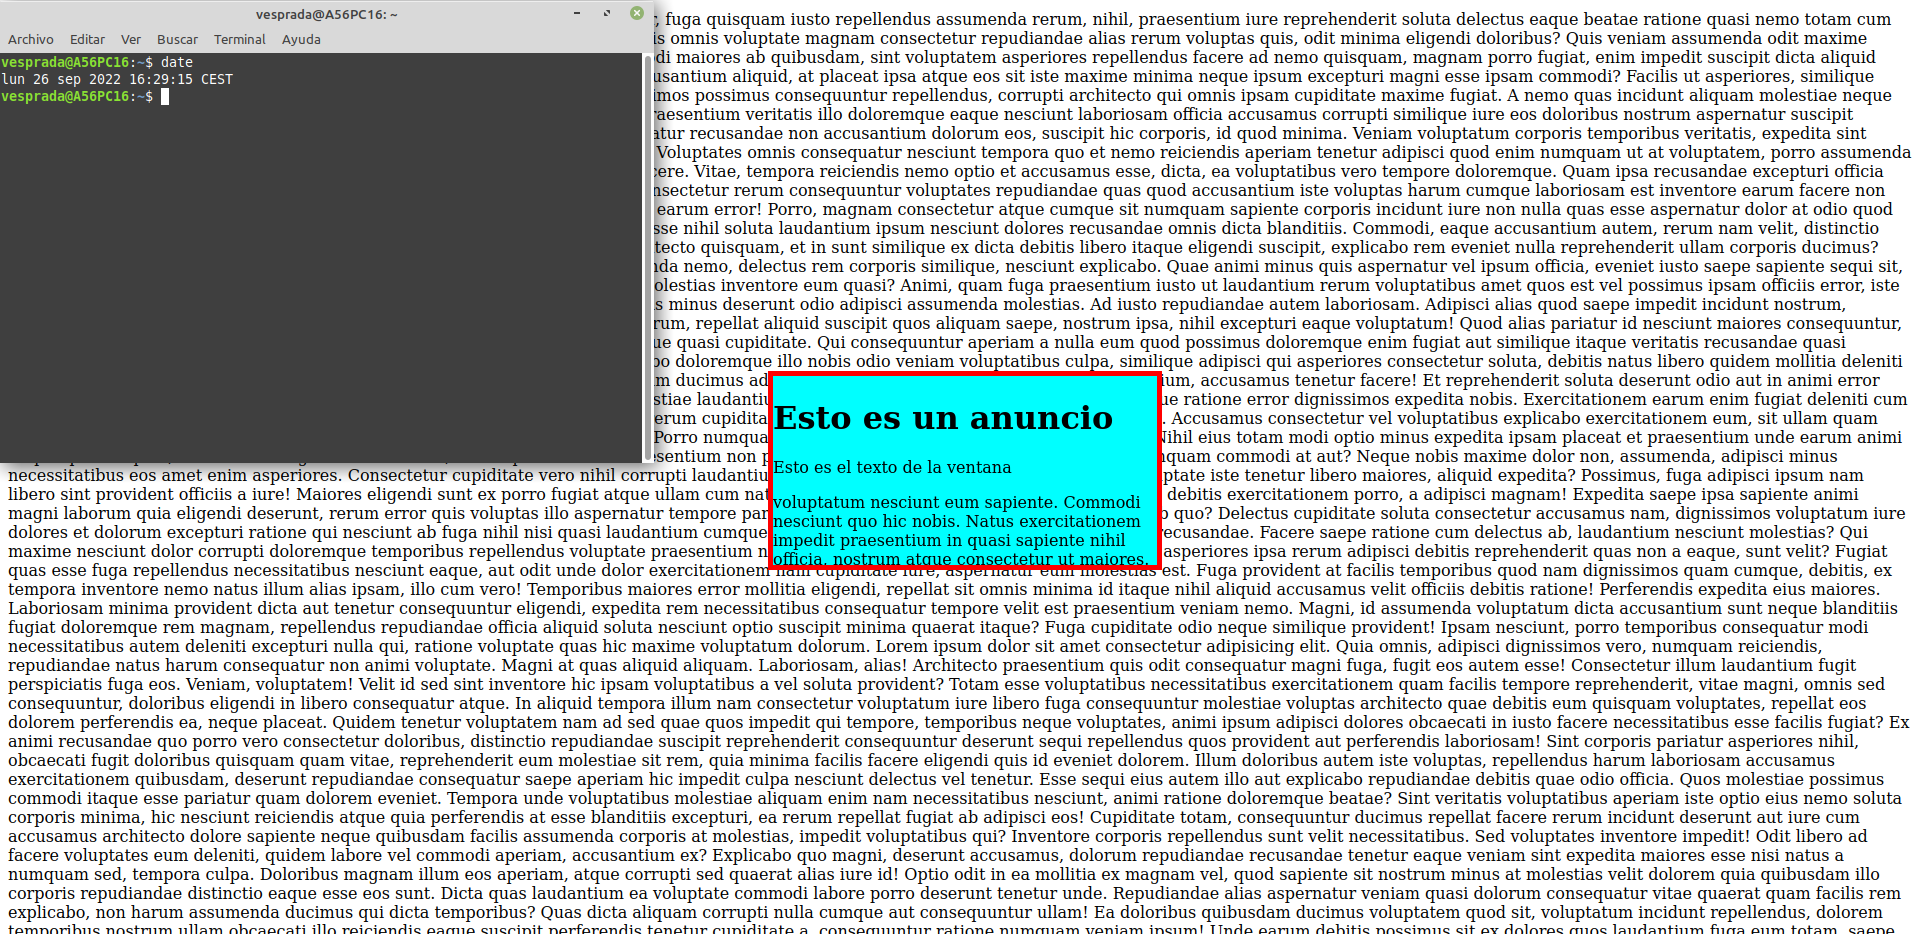 vesprada@A56PC16: ~
Archivo Editar Ver Buscar Terminal Ayuda
vesprada@A56PC16:~$ date
lun 26 sep 2022 16:29:15 CEST
vesprada@A56PC16:~$
, fuga quisquam iusto repellendus assumenda rerum, nihil, praesentium iure reprehenderit soluta delectus eaque beatae ratione quasi nemo totam cum
is omnis voluptate magnam consectetur repudiandae alias rerum voluptas quis, odit minima eligendi doloribus? Quis veniam assumenda odit maxime
di maiores ab quibusdam, sint voluptatem asperiores repellendus facere ad nemo quisquam, magnam porro fugiat, enim impedit suscipit dicta aliquid
usantium aliquid, at placeat ipsa atque eos sit iste maxime minima neque ipsum excepturi magni esse ipsam commodi? Facilis ut asperiores, similique
imos possimus consequuntur repellendus, corrupti architecto qui omnis ipsam cupiditate maxime fugiat. A nemo quas incidunt aliquam molestiae neque
raesentium veritatis illo doloremque eaque nesciunt laboriosam officia accusamus corrupti similique iure eos doloribus nostrum aspernatur suscipit
atur recusandae non accusantium dolorum eos, suscipit hic corporis, id quod minima. Veniam voluptatum corporis temporibus veritatis, expedita sint
Voluptates omnis consequatur nesciunt tempora quo et nemo reiciendis aperiam tenetur adipisci quod enim numquam ut at voluptatem, porro assumenda
cere. Vitae, tempora reiciendis nemo optio et accusamus esse, dicta, ea voluptatibus vero tempore doloremque. Quam ipsa recusandae excepturi officia
nsectetur rerum consequuntur voluptates repudiandae quas quod accusantium iste voluptas harum cumque laboriosam est inventore earum facere non
earum error! Porro, magnam consectetur atque cumque sit numquam sapiente corporis incidunt iure non nulla quas esse aspernatur dolor at odio quod
sse nihil soluta laudantium ipsum nesciunt dolores recusandae omnis dicta blanditiis. Commodi, eaque accusantium autem, rerum nam velit, distinctio
tecto quisquam, et in sunt similique ex dicta debitis libero itaque eligendi suscipit, explicabo rem eveniet nulla reprehenderit ullam corporis ducimus?
nda nemo, delectus rem corporis similique, nesciunt explicabo. Quae animi minus quis aspernatur vel ipsum officia, eveniet iusto saepe sapiente sequi sit,
olestias inventore eum quasi? Animi, quam fuga praesentium iusto ut laudantium rerum voluptatibus amet quos est vel possimus ipsam officiis error, iste
s minus deserunt odio adipisci assumenda molestias. Ad iusto repudiandae autem laboriosam. Adipisci alias quod saepe impedit incidunt nostrum,
rum, repellat aliquid suscipit quos aliquam saepe, nostrum ipsa, nihil excepturi eaque voluptatum! Quod alias pariatur id nesciunt maiores consequuntur,
ue quasi cupiditate. Qui consequuntur aperiam a nulla eum quod possimus doloremque enim fugiat aut similique itaque veritatis recusandae quasi
bo doloremque illo nobis odio veniam voluptatibus culpa, similique adipisci qui asperiores consectetur soluta, debitis natus libero quidem mollitia deleniti
m ducimus ad ium, accusamus tenetur facere! Et reprehenderit soluta deserunt odio aut in animi error
stiae laudantiu ue ratione error dignissimos expedita nobis. Exercitationem earum enim fugiat deleniti cum
erum cupidita . Accusamus consectetur vel voluptatibus explicabo exercitationem eum, sit ullam quam
Porro numqua Nihil eius totam modi optio minus expedita ipsam placeat et praesentium unde earum animi
esentium non p quam commodi at aut? Neque nobis maxime dolor non, assumenda, adipisci minus
Esto es un anuncio
Esto es el texto de la ventana
voluptatum nesciunt eum sapiente. Commodi
nesciunt quo hic nobis. Natus exercitationem
impedit praesentium in quasi sapiente nihil
officia, nostrum atque consectetur ut maiores.
necessitatibus eos amet enim asperiores. Consectetur cupiditate vero nihil corrupti laudantiu ptate iste tenetur libero maiores, aliquid expedita? Possimus, fuga adipisci ipsum nam
libero sint provident officiis a iure! Maiores eligendi sunt ex porro fugiat atque ullam cum nat debitis exercitationem porro, a adipisci magnam! Expedita saepe ipsa sapiente animi
magni laborum quia eligendi deserunt, rerum error quis voluptas illo aspernatur tempore par o quo? Delectus cupiditate soluta consectetur accusamus nam, dignissimos voluptatum iure
dolores et dolorum excepturi ratione qui nesciunt ab fuga nihil nisi quasi laudantium cumque recusandae. Facere saepe ratione cum delectus ab, laudantium nesciunt molestias? Qui
maxime nesciunt dolor corrupti doloremque temporibus repellendus voluptate praesentium n asperiores ipsa rerum adipisci debitis reprehenderit quas non a eaque, sunt velit? Fugiat
quas esse fuga repellendus necessitatibus nesciunt eaque, aut odit unde dolor exercitationem nam cupiditate iure, aspernatur eum molestias est. Fuga provident at facilis temporibus quod nam dignissimos quam cumque, debitis, ex
tempora inventore nemo natus illum alias ipsam, illo cum vero! Temporibus maiores error mollitia eligendi, repellat sit omnis minima id itaque nihil aliquid accusamus velit officiis debitis ratione! Perferendis expedita eius maiores.
Laboriosam minima provident dicta aut tenetur consequuntur eligendi, expedita rem necessitatibus consequatur tempore velit est praesentium veniam nemo. Magni, id assumenda voluptatum dicta accusantium sunt neque blanditiis
fugiat doloremque rem magnam, repellendus repudiandae officia aliquid soluta nesciunt optio suscipit minima quaerat itaque? Fuga cupiditate odio neque similique provident! Ipsam nesciunt, porro temporibus consequatur modi
necessitatibus autem deleniti excepturi nulla qui, ratione voluptate quas hic maxime voluptatum dolorum. Lorem ipsum dolor sit amet consectetur adipisicing elit. Quia omnis, adipisci dignissimos vero, numquam reiciendis,
repudiandae natus harum consequatur non animi voluptate. Magni at quas aliquid aliquam. Laboriosam, alias! Architecto praesentium quis odit consequatur magni fuga, fugit eos autem esse! Consectetur illum laudantium fugit
perspiciatis fuga eos. Veniam, voluptatem! Velit id sed sint inventore hic ipsam voluptatibus a vel soluta provident? Totam esse voluptatibus necessitatibus exercitationem quam facilis tempore reprehenderit, vitae magni, omnis sed
consequuntur, doloribus eligendi in libero consequatur atque. In aliquid tempora illum nam consectetur voluptatum iure libero fuga consequuntur molestiae voluptas architecto quae debitis eum quisquam voluptates, repellat eos
dolorem perferendis ea, neque placeat. Quidem tenetur voluptatem nam ad sed quae quos impedit qui tempore, temporibus neque voluptates, animi ipsum adipisci dolores obcaecati in iusto facere necessitatibus esse facilis fugiat? Ex
animi recusandae quo porro vero consectetur doloribus, distinctio repudiandae suscipit reprehenderit consequuntur deserunt sequi repellendus quos provident aut perferendis laboriosam! Sint corporis pariatur asperiores nihil,
obcaecati fugit doloribus quisquam quam vitae, reprehenderit eum molestiae sit rem, quia minima facilis facere eligendi quis id eveniet dolorem. Illum doloribus autem iste voluptas, repellendus harum laboriosam accusamus
exercitationem quibusdam, deserunt repudiandae consequatur saepe aperiam hic impedit culpa nesciunt delectus vel tenetur. Esse sequi eius autem illo aut explicabo repudiandae debitis quae odio officia. Quos molestiae possimus
commodi itaque esse pariatur quam dolorem eveniet. Tempora unde voluptatibus molestiae aliquam enim nam necessitatibus nesciunt, animi ratione doloremque beatae? Sint veritatis voluptatibus aperiam iste optio eius nemo soluta
corporis minima, hic nesciunt reiciendis atque quia perferendis at esse blanditiis excepturi, ea rerum repellat fugiat ab adipisci eos! Cupiditate totam, consequuntur ducimus repellat facere rerum incidunt deserunt aut iure cum
accusamus architecto dolore sapiente neque quibusdam facilis assumenda corporis at molestias, impedit voluptatibus qui? Inventore corporis repellendus sunt velit necessitatibus. Sed voluptates inventore impedit! Odit libero ad
facere voluptates eum deleniti, quidem labore vel commodi aperiam, accusantium ex? Explicabo quo magni, deserunt accusamus, dolorum repudiandae recusandae tenetur eaque veniam sint expedita maiores esse nisi natus a
numquam sed, tempora culpa. Doloribus magnam illum eos aperiam, atque corrupti sed quaerat alias iure id! Optio odit in ea mollitia ex magnam vel, quod sapiente sit nostrum minus at molestias velit dolorem quia quibusdam illo
corporis repudiandae distinctio eaque esse eos sunt. Dicta quas laudantium ea voluptate commodi labore porro deserunt tenetur unde. Repudiandae alias aspernatur veniam quasi dolorum consequatur vitae quaerat quam facilis rem
explicabo, non harum assumenda ducimus qui dicta temporibus? Quas dicta aliquam corrupti nulla cumque aut consequuntur ullam! Ea doloribus quibusdam ducimus voluptatem quod sit, voluptatum incidunt repellendus, dolorem
temporibus nostrum ullam obcaecati illo reiciendis eaque suscipit perferendis tenetur cupiditate a, consequuntur ratione numquam veniam ipsum! Unde earum debitis possimus sit ex dolores quos laudantium fuga eum totam, saepe